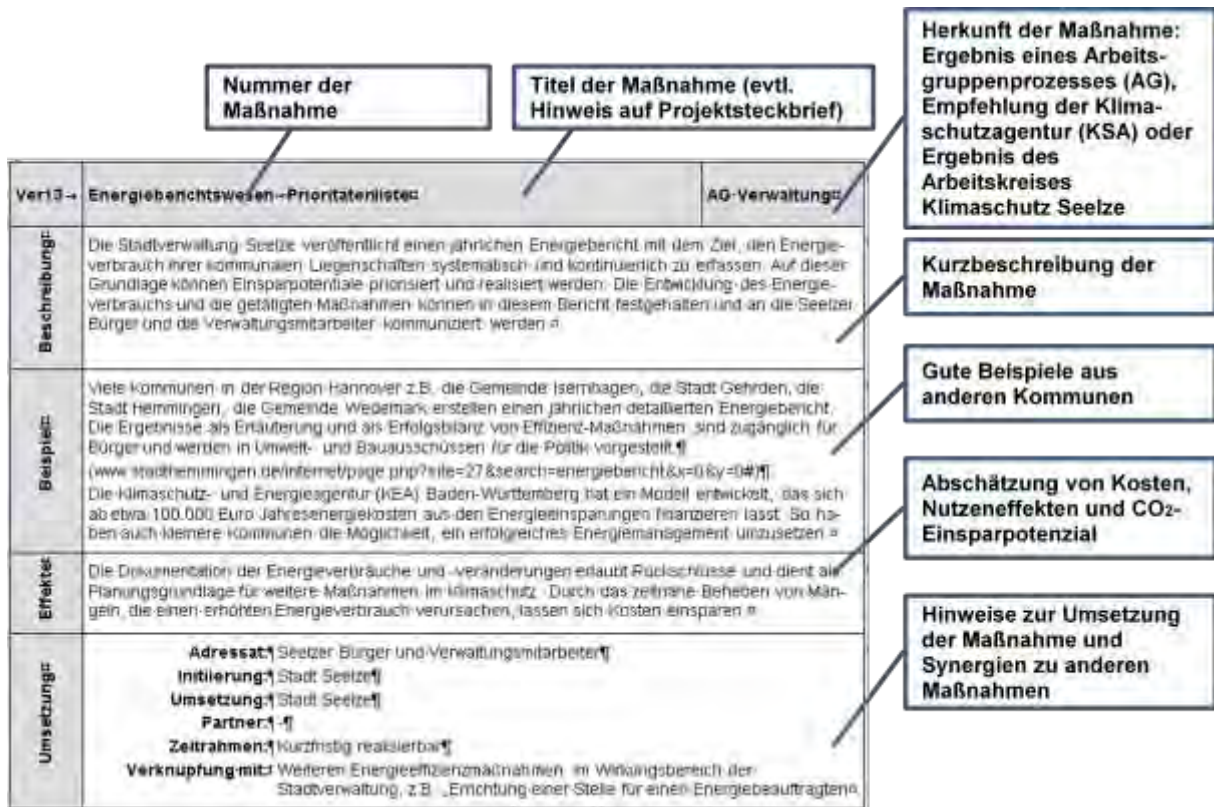 Nummer der
Maßnahme
Titel der Maßnahme (evtl.
Hinweis auf Projektsteckbrief)
Herkunft der Maßnahme:
Ergebnis eines Arbeits-
gruppenprozesses (AG),
Empfehlung der Klima-
schutzagentur (KSA) oder
Ergebnis des
Arbeitskreises
Klimaschutz Seelze
Ver13→ Energieberichtswesen–Prioritätenliste¤ AG-Verwaltung¤
Beschreibung¤
Die Stadtverwaltung Seelze veröffentlicht einen jährlichen Energiebericht mit dem Ziel, den Energie-
verbrauch ihrer kommunalen Liegenschaften systematisch und kontinuierlich zu erfassen. Auf dieser
Grundlage können Einsparpotentiale priorisiert und realisiert werden. Die Entwicklung des Energie-
verbrauchs und die getätigten Maßnahmen können in diesem Bericht festgehalten und an die Seelzer
Bürger und die Verwaltungsmitarbeiter kommuniziert werden.¤
Kurzbeschreibung der
Maßnahme
Beispiele¤
Viele Kommunen in der Region Hannover z.B. die Gemeinde Isernhagen, die Stadt Gehrden, die
Stadt Hemmingen, die Gemeinde Wedemark erstellen einen jährlichen detaillierten Energiebericht.
Die Ergebnisse als Erläuterung und als Erfolgsbilanz von Effizienz-Maßnahmen sind zugänglich für
Bürger und werden in Umwelt- und Bauausschüssen für die Politik vorgestellt.¶
(www.stadthemmingen.de/internet/page.php?site=27&search=energiebericht&x=0&y=0#)¶
Die Klimaschutz- und Energieagentur (KEA) Baden-Württemberg hat ein Modell entwickelt, das sich
ab etwa 100.000 Euro Jahresenergiekosten aus den Energieeinsparungen finanzieren lässt. So ha-
ben auch kleinere Kommunen die Möglichkeit, ein erfolgreiches Energiemanagement umzusetzen.¤
Gute Beispiele aus
anderen Kommunen
Effekte¤
Die Dokumentation der Energieverbräuche und -veränderungen erlaubt Rückschlüsse und dient als
Planungsgrundlage für weitere Maßnahmen im Klimaschutz. Durch das zeitnahe Beheben von Män-
geln, die einen erhöhten Energieverbrauch verursachen, lassen sich Kosten einsparen.¤
Abschätzung von Kosten,
Nutzeneffekten und CO₂-
Einsparpotenzial
Umsetzung¤
Adressat:¶ Seelzer Bürger und Verwaltungsmitarbeiter¶
Initiierung:¶ Stadt Seelze¶
Umsetzung:¶ Stadt Seelze¶
Partner:¶ -¶
Zeitrahmen:¶ Kurzfristig realisierbar¶
Verknüpfung mit:¤ Weiteren Energieeffizienzmaßnahmen im Wirkungsbereich der
Stadtverwaltung, z.B. „Errichtung einer Stelle für einen Energiebeauftragten¤
Hinweise zur Umsetzung
der Maßnahme und
Synergien zu anderen
Maßnahmen